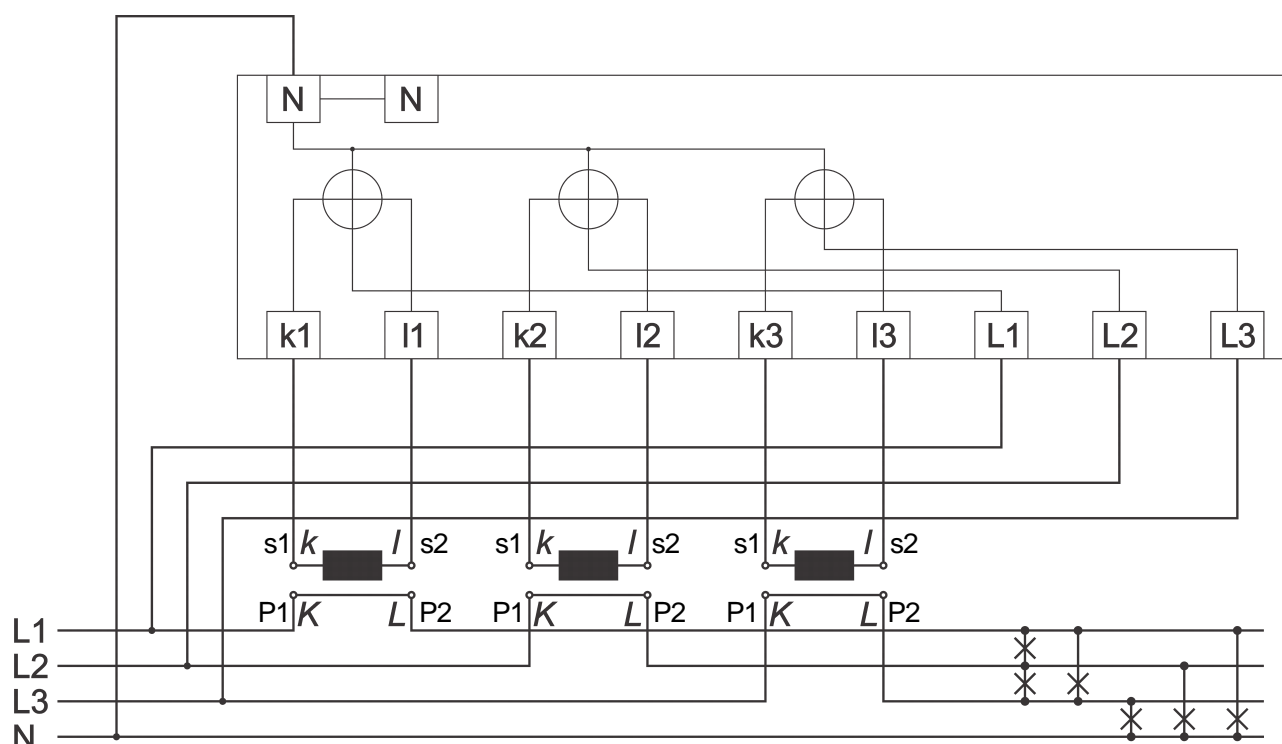 N N
k1 l1 k2 l2 k3 l3 L1 L2 L3
s1 k l s2 s1 k l s2 s1 k l s2
P1 K L P2 P1 K L P2 P1 K L P2
L1
L2
L3
N